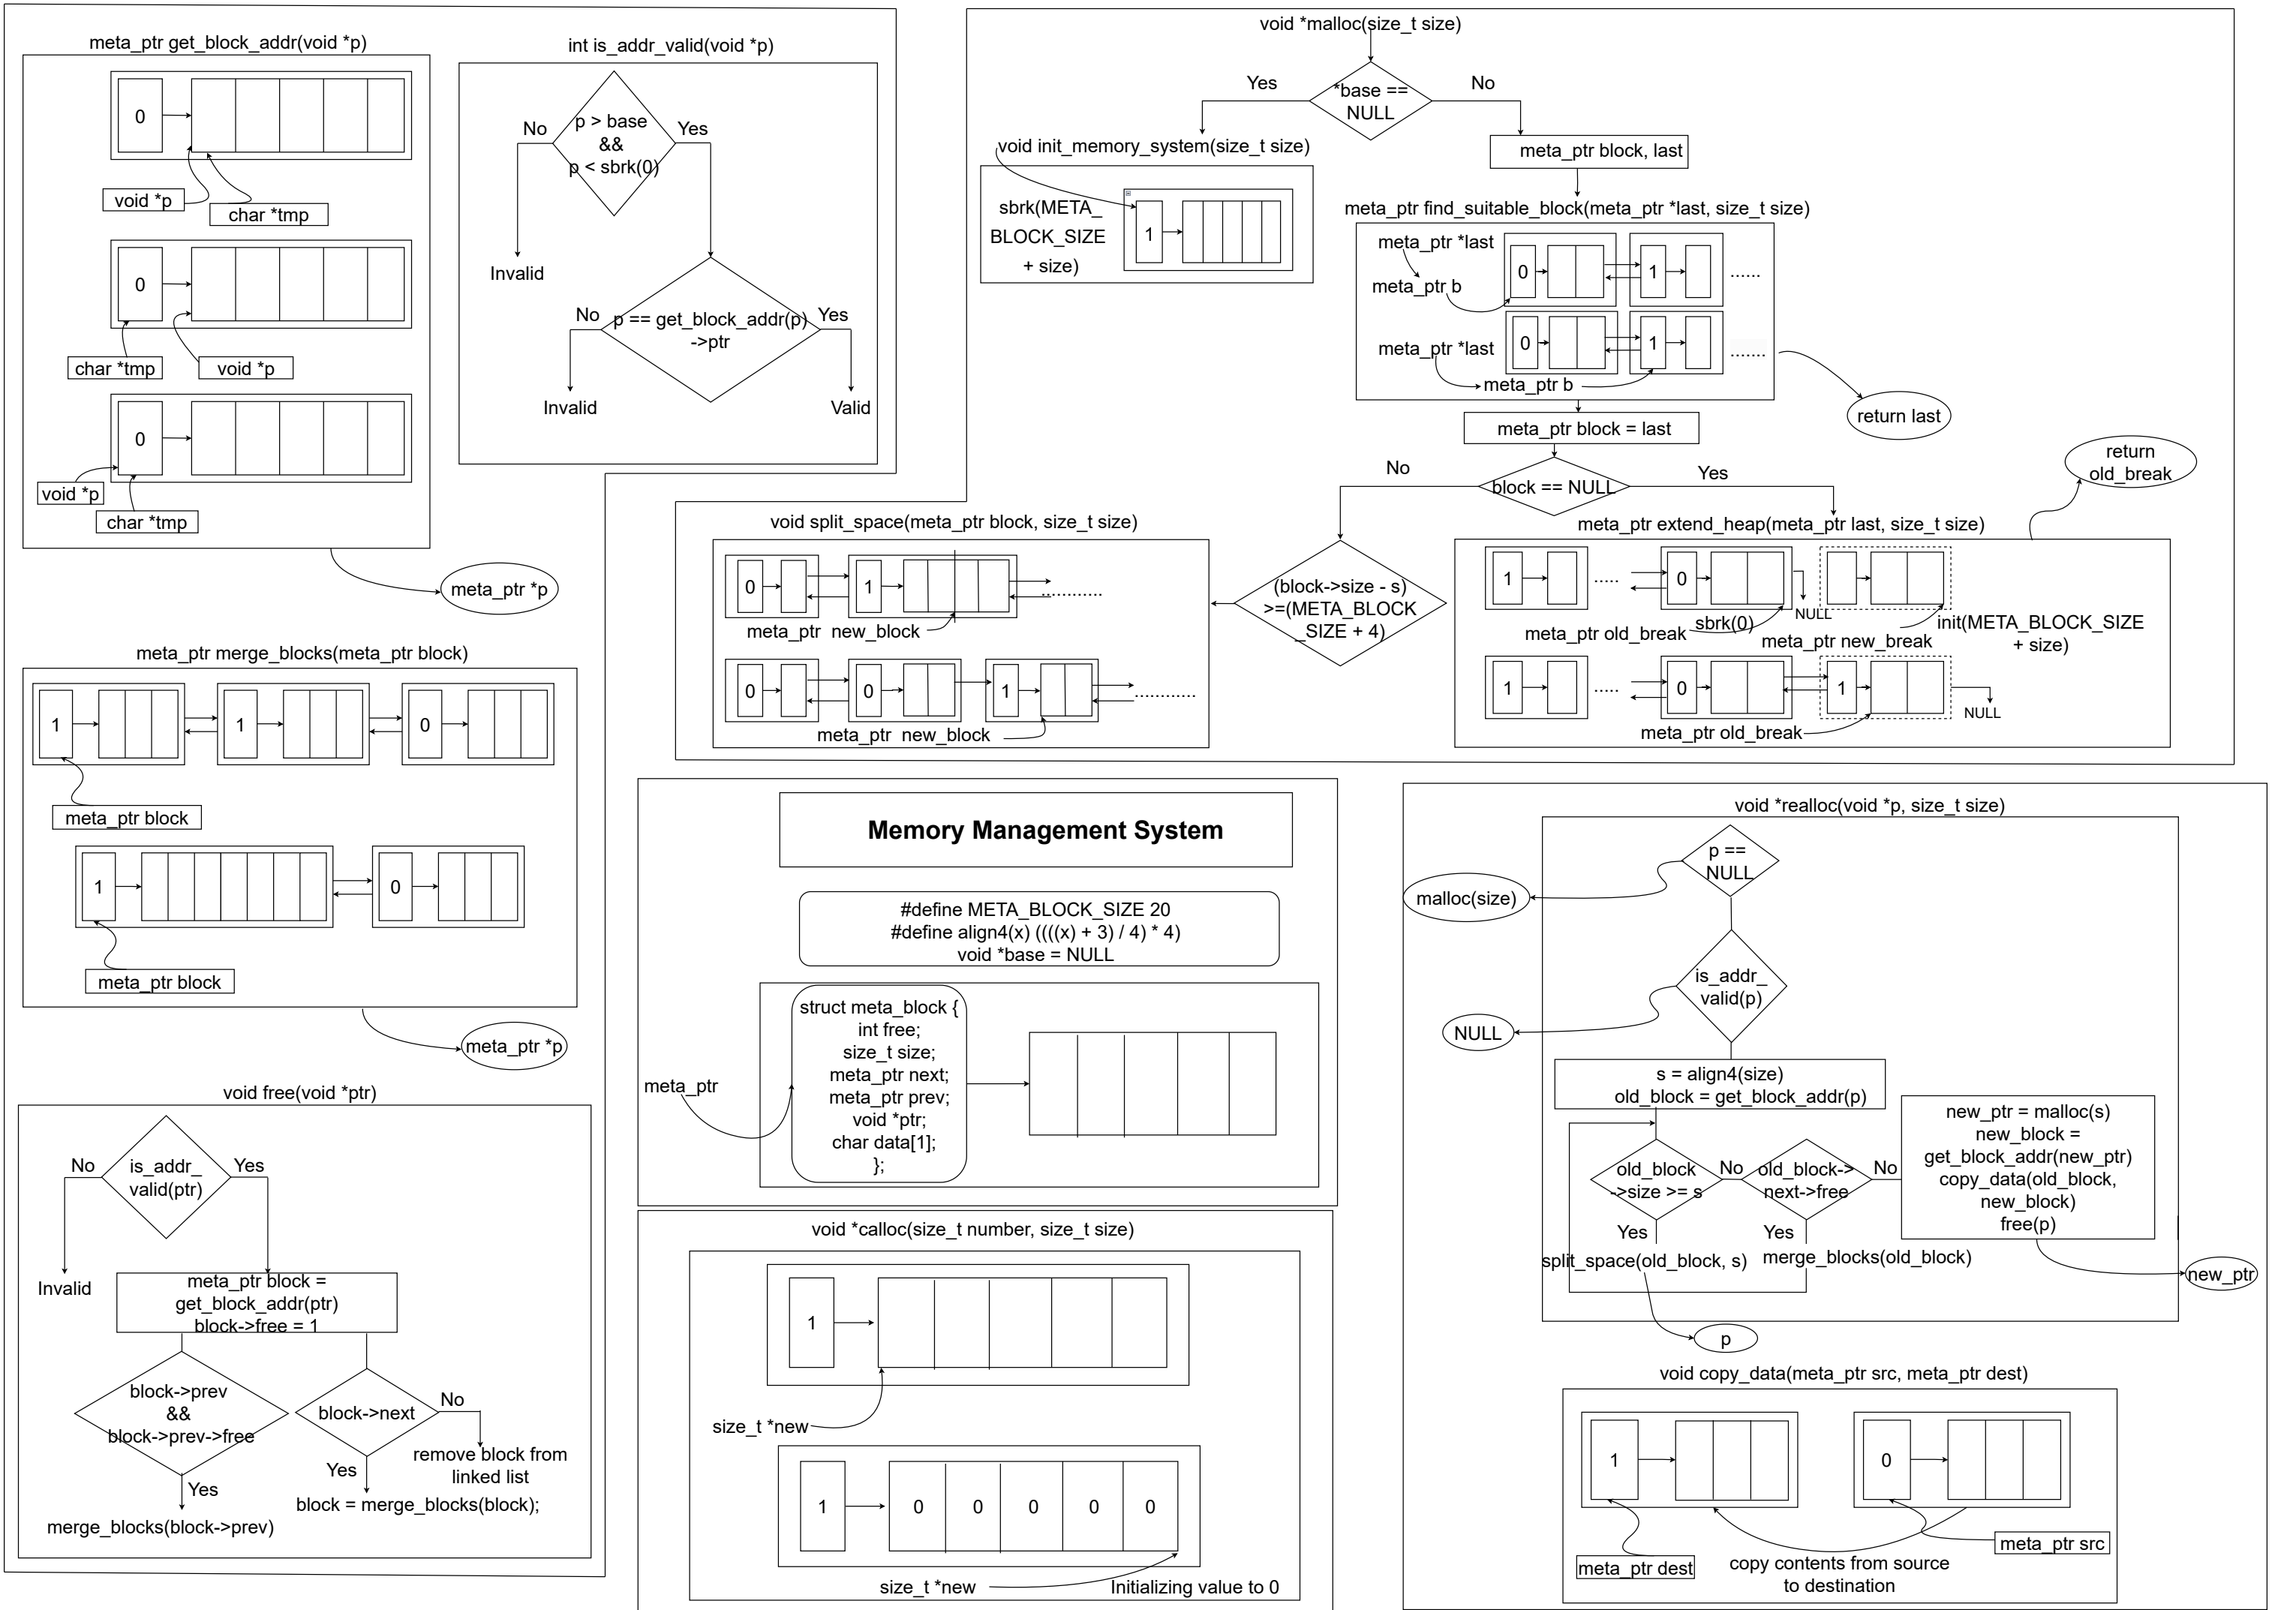 meta_ptr get_block_addr(void *p)
0
void *p
char *tmp
0
char *tmp
void *p
0
void *p
char *tmp
meta_ptr *p
int is_addr_valid(void *p)
p > base
&&
p < sbrk(0)
No
Yes
Invalid
No
p == get_block_addr(p)
->ptr
Yes
Invalid
Valid
meta_ptr merge_blocks(meta_ptr block)
1
1
0
meta_ptr block
1
0
meta_ptr block
meta_ptr *p
void free(void *ptr)
No
is_addr_
valid(ptr)
Yes
Invalid
meta_ptr block =
get_block_addr(ptr)
block->free = 1
block->prev
&&
block->prev->free
Yes
merge_blocks(block->prev)
block->next
No
remove block from
linked list
Yes
block = merge_blocks(block);
void *malloc(size_t size)
*base ==
NULL
Yes
No
void init_memory_system(size_t size)
sbrk(META_
BLOCK_SIZE
+ size)
1
meta_ptr block, last
meta_ptr find_suitable_block(meta_ptr *last, size_t size)
meta_ptr *last
meta_ptr b
0
1
......
meta_ptr *last
0
1
.......
meta_ptr b
return last
meta_ptr block = last
No
block == NULL
Yes
return
old_break
void split_space(meta_ptr block, size_t size)
0
1
...........
meta_ptr new_block
0
0
1
...........
meta_ptr new_block
(block->size - s)
>=(META_BLOCK
_SIZE + 4)
meta_ptr extend_heap(meta_ptr last, size_t size)
1
.....
0
NULL
meta_ptr old_break
sbrk(0)
meta_ptr new_break
init(META_BLOCK_SIZE
+ size)
1
.....
0
1
NULL
meta_ptr old_break
Memory Management System
#define META_BLOCK_SIZE 20
#define align4(x) ((((x) + 3) / 4) * 4)
void *base = NULL
meta_ptr
struct meta_block {
int free;
size_t size;
meta_ptr next;
meta_ptr prev;
void *ptr;
char data[1];
};
void *calloc(size_t number, size_t size)
1
size_t *new
1
0 0 0 0 0
size_t *new
Initializing value to 0
void *realloc(void *p, size_t size)
p ==
NULL
malloc(size)
is_addr_
valid(p)
NULL
s = align4(size)
old_block = get_block_addr(p)
old_block
->size >= s
No
old_block->
next->free
No
new_ptr = malloc(s)
new_block =
get_block_addr(new_ptr)
copy_data(old_block,
new_block)
free(p)
Yes
Yes
split_space(old_block, s)
merge_blocks(old_block)
new_ptr
p
void copy_data(meta_ptr src, meta_ptr dest)
1
0
meta_ptr dest
copy contents from source
to destination
meta_ptr src